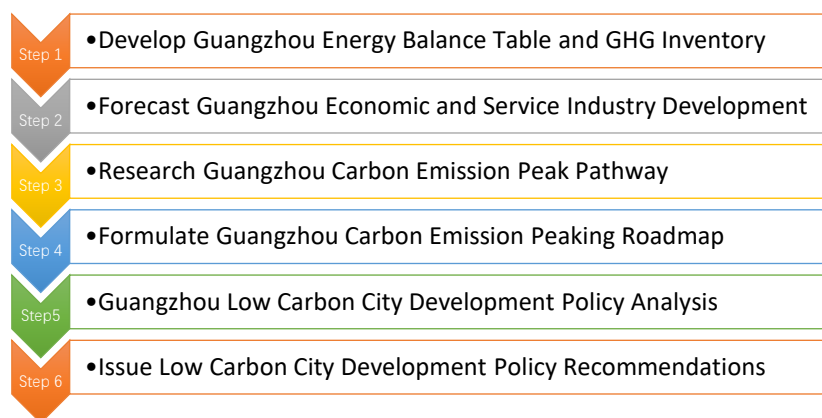 Step 1
•Develop Guangzhou Energy Balance Table and GHG Inventory
Step 2
•Forecast Guangzhou Economic and Service Industry Development
Step 3
•Research Guangzhou Carbon Emission Peak Pathway
Step 4
•Formulate Guangzhou Carbon Emission Peaking Roadmap
Step5
•Guangzhou Low Carbon City Development Policy Analysis
Step 6
•Issue Low Carbon City Development Policy Recommendations